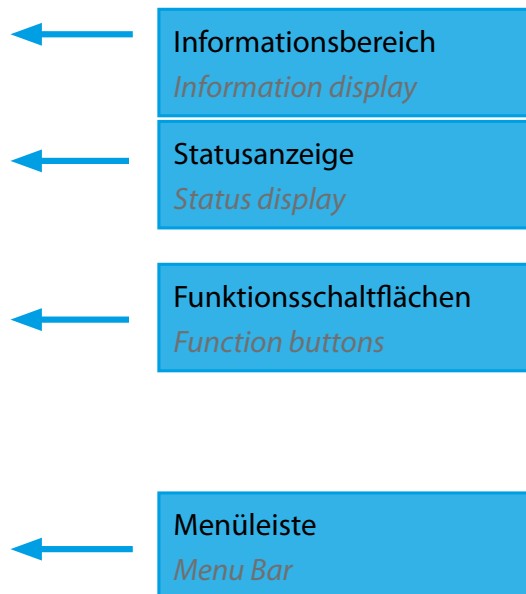 Informationsbereich
Information display
Statusanzeige
Status display
Funktionsschaltflächen
Function buttons
Menüleiste
Menu Bar